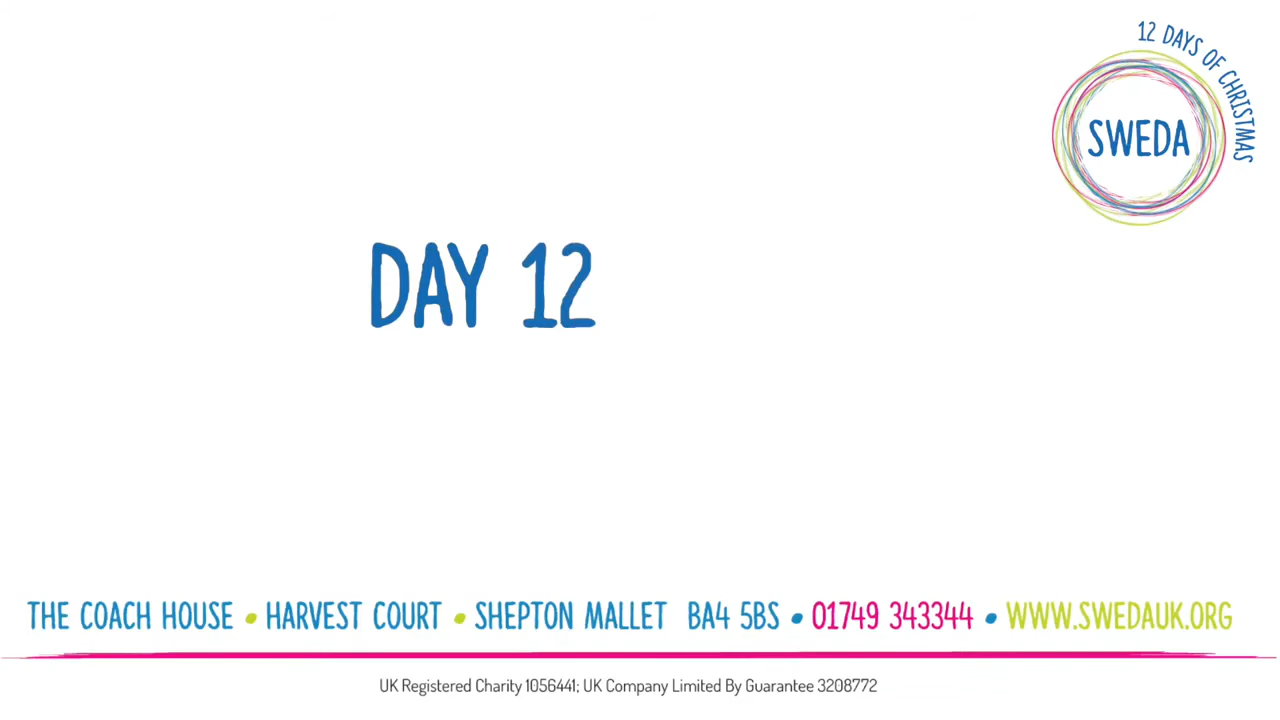 12 DAYS OF CHRISTMAS
SWEDA
DAY 12
THE COACH HOUSE • HARVEST COURT • SHEPTON MALLET BA4 5BS • 01749 343344 • WWW.SWEDAUK.ORG
UK Registered Charity 1056441; UK Company Limited By Guarantee 3208772